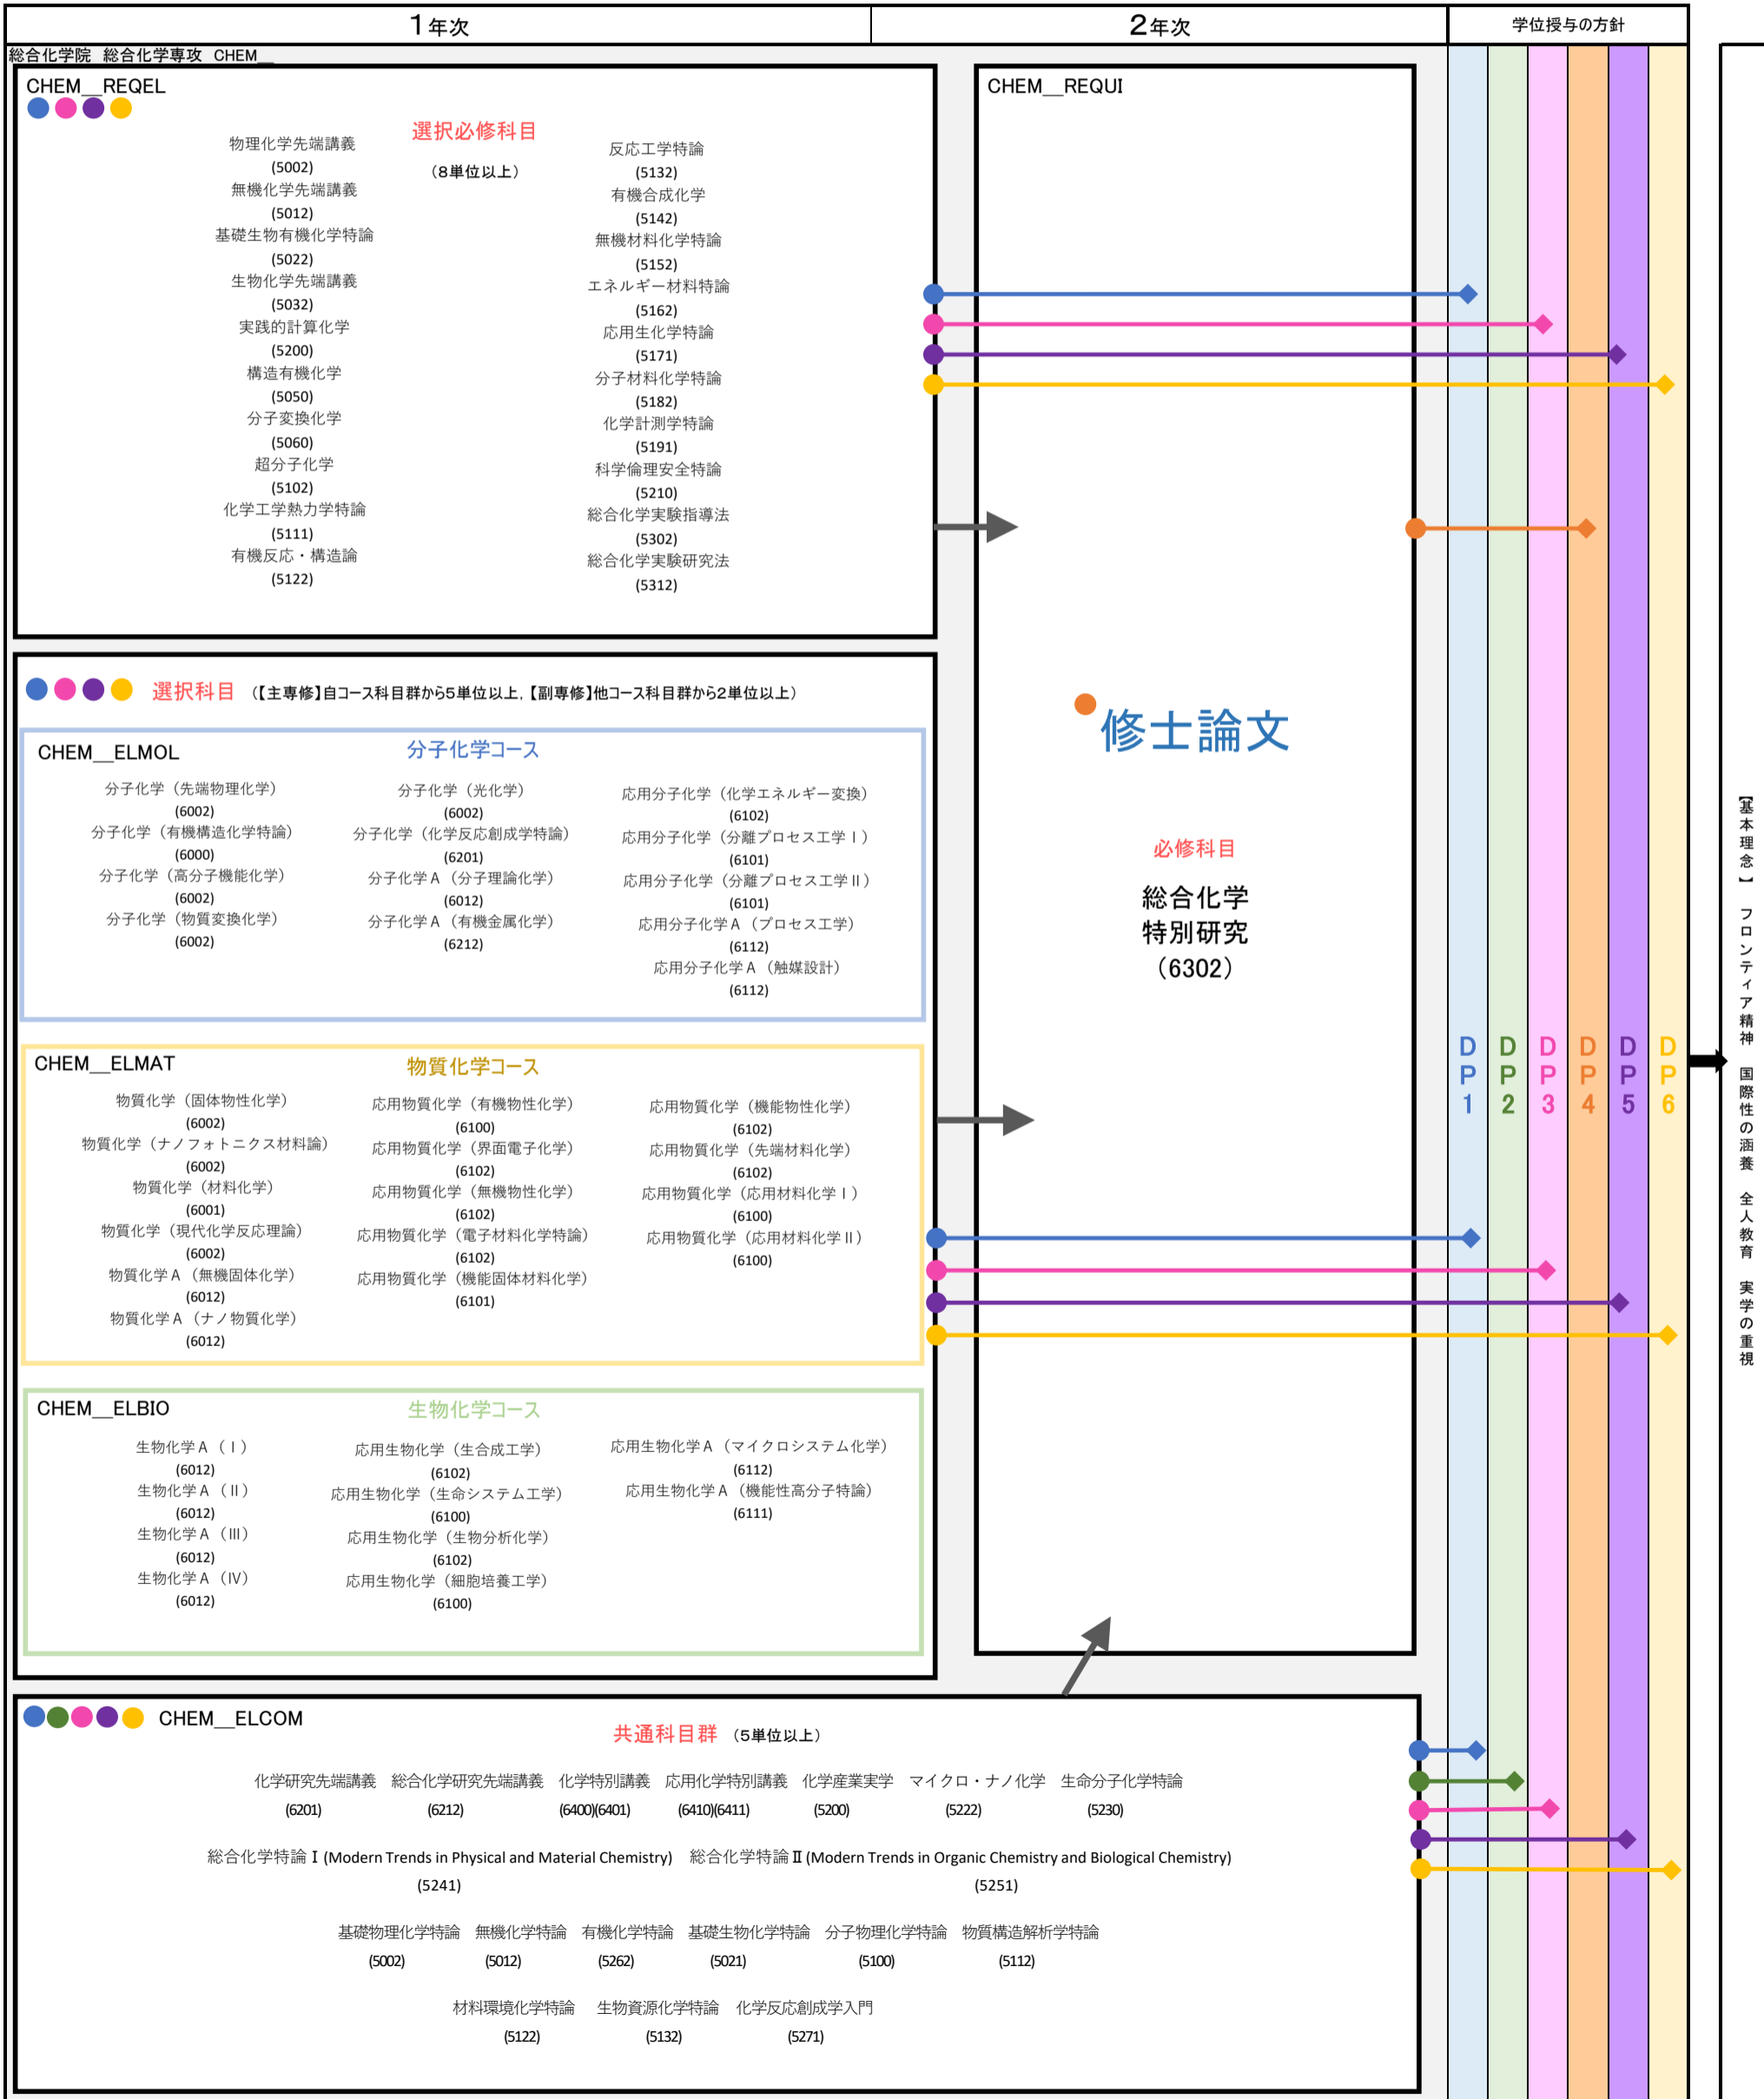 1年次
2年次
学位授与の方針
総合化学院 総合化学専攻 CHEM__
CHEM__REQEL
選択必修科目
(8単位以上)
物理化学先端講義
(5002)
無機化学先端講義
(5012)
基礎生物有機化学特論
(5022)
生物化学先端講義
(5032)
実践的計算化学
(5200)
構造有機化学
(5050)
分子変換化学
(5060)
超分子化学
(5102)
化学工学熱力学特論
(5111)
有機反応・構造論
(5122)
反応工学特論
(5132)
有機合成化学
(5142)
無機材料化学特論
(5152)
エネルギー材料特論
(5162)
応用生化学特論
(5171)
分子材料化学特論
(5182)
化学計測学特論
(5191)
科学倫理安全特論
(5210)
総合化学実験指導法
(5302)
総合化学実験研究法
(5312)
CHEM__REQUI
修士論文
必修科目
総合化学
特別研究
(6302)
選択科目 (【主専修】自コース科目群から5単位以上,【副専修】他コース科目群から2単位以上)
CHEM__ELMOL
分子化学コース
分子化学(先端物理化学)
(6002)
分子化学(有機構造化学特論)
(6000)
分子化学(高分子機能化学)
(6002)
分子化学(物質変換化学)
(6002)
分子化学(光化学)
(6002)
分子化学(化学反応創成学特論)
(6201)
分子化学A(分子理論化学)
(6012)
分子化学A(有機金属化学)
(6212)
応用分子化学(化学エネルギー変換)
(6102)
応用分子化学(分離プロセス工学Ⅰ)
(6101)
応用分子化学(分離プロセス工学Ⅱ)
(6101)
応用分子化学A(プロセス工学)
(6112)
応用分子化学A(触媒設計)
(6112)
CHEM__ELMAT
物質化学コース
物質化学(固体物性化学)
(6002)
物質化学(ナノフォトニクス材料論)
(6002)
物質化学(材料化学)
(6001)
物質化学(現代化学反応理論)
(6002)
物質化学A(無機固体化学)
(6012)
物質化学A(ナノ物質化学)
(6012)
応用物質化学(有機物性化学)
(6100)
応用物質化学(界面電子化学)
(6102)
応用物質化学(無機物性化学)
(6102)
応用物質化学(電子材料化学特論)
(6102)
応用物質化学(機能固体材料化学)
(6101)
応用物質化学(機能物性化学)
(6102)
応用物質化学(先端材料化学)
(6102)
応用物質化学(応用材料化学Ⅰ)
(6100)
応用物質化学(応用材料化学Ⅱ)
(6100)
CHEM__ELBIO
生物化学コース
生物化学A(Ⅰ)
(6012)
生物化学A(Ⅱ)
(6012)
生物化学A(Ⅲ)
(6012)
生物化学A(Ⅳ)
(6012)
応用生物化学(生合成工学)
(6102)
応用生物化学(生命システム工学)
(6100)
応用生物化学(生物分析化学)
(6102)
応用生物化学(細胞培養工学)
(6100)
応用生物化学A(マイクロシステム化学)
(6112)
応用生物化学A(機能性高分子特論)
(6111)
CHEM__ELCOM
共通科目群 (5単位以上)
化学研究先端講義 総合化学研究先端講義 化学特別講義 応用化学特別講義 化学産業実学 マイクロ・ナノ化学 生命分子化学特論
(6201) (6212) (6400)(6401) (6410)(6411) (5200) (5222) (5230)
総合化学特論Ⅰ(Modern Trends in Physical and Material Chemistry) 総合化学特論Ⅱ(Modern Trends in Organic Chemistry and Biological Chemistry)
(5241) (5251)
基礎物理化学特論 無機化学特論 有機化学特論 基礎生物化学特論 分子物理化学特論 物質構造解析学特論
(5002) (5012) (5262) (5021) (5100) (5112)
材料環境化学特論 生物資源化学特論 化学反応創成学入門
(5122) (5132) (5271)
DP1
DP2
DP3
DP4
DP5
DP6
【基本理念】 フロンティア精神 国際性の涵養 全人教育 実学の重視